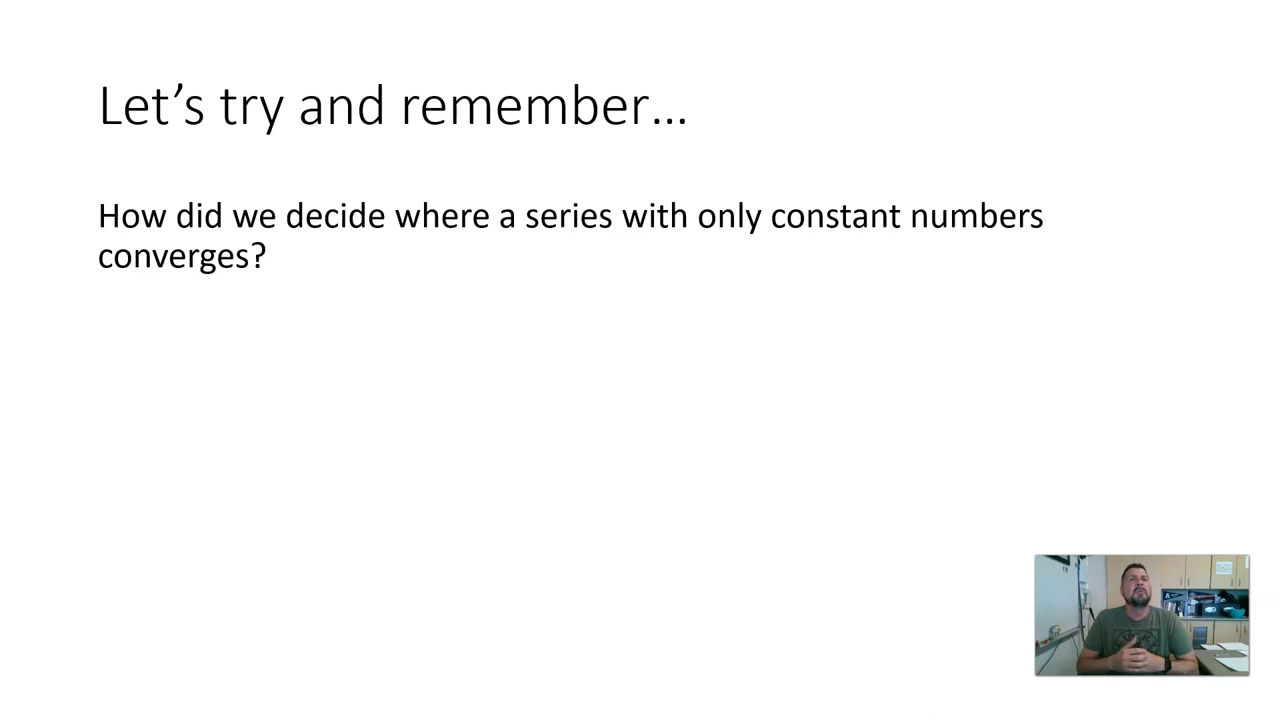 Let’s try and remember…
How did we decide where a series with only constant numbers
converges?